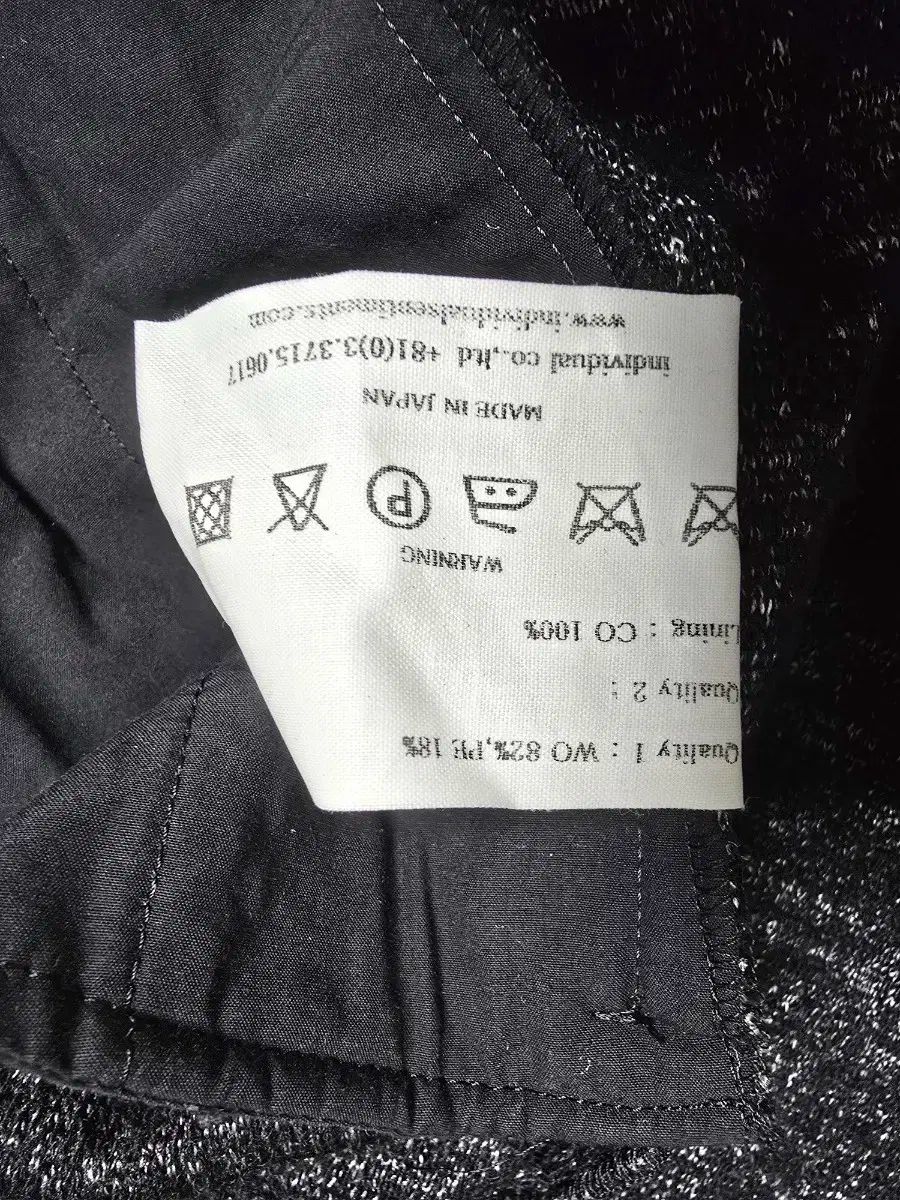 Quality 1 : WO 82%,PE 18%
Quality 2 :
Lining : CO 100%
WARNING
P
MADE IN JAPAN
individual co.,ltd +81(0)3.3715.0617
www.individualsentiments.com